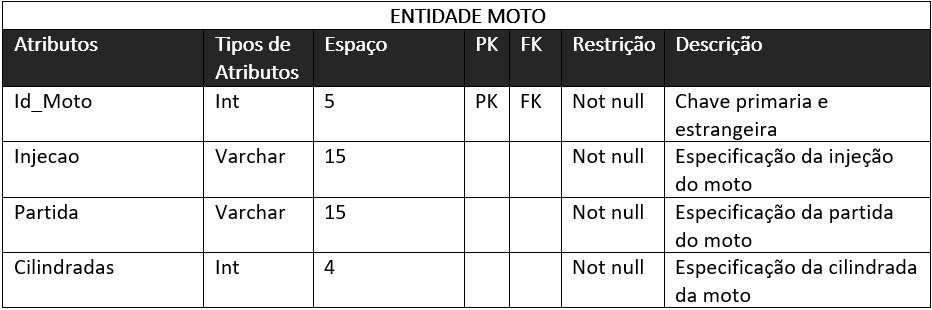 ENTIDADE MOTO
Atributos Tipos de Atributos Espaço PK FK Restrição Descrição
Id_Moto Int 5 PK FK Not null Chave primaria e estrangeira
Injecao Varchar 15 Not null Especificação da injeção do moto
Partida Varchar 15 Not null Especificação da partida do moto
Cilindradas Int 4 Not null Especificação da cilindrada da moto